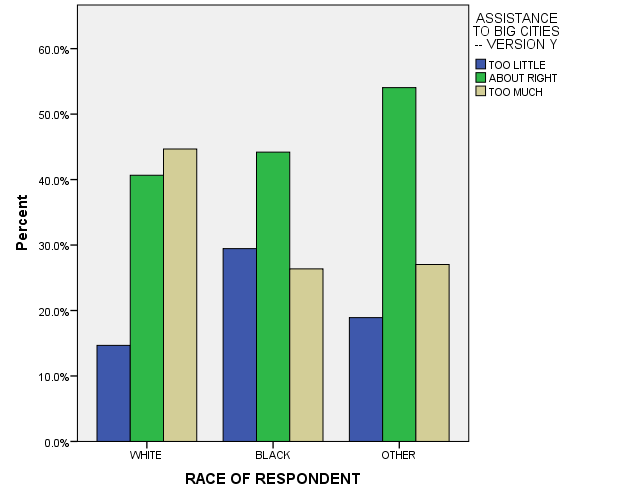 ASSISTANCE
TO BIG CITIES
-- VERSION Y
TOO LITTLE
ABOUT RIGHT
TOO MUCH
60.0%
50.0%
40.0%
30.0%
20.0%
10.0%
0.0%
Percent
WHITE BLACK OTHER
RACE OF RESPONDENT